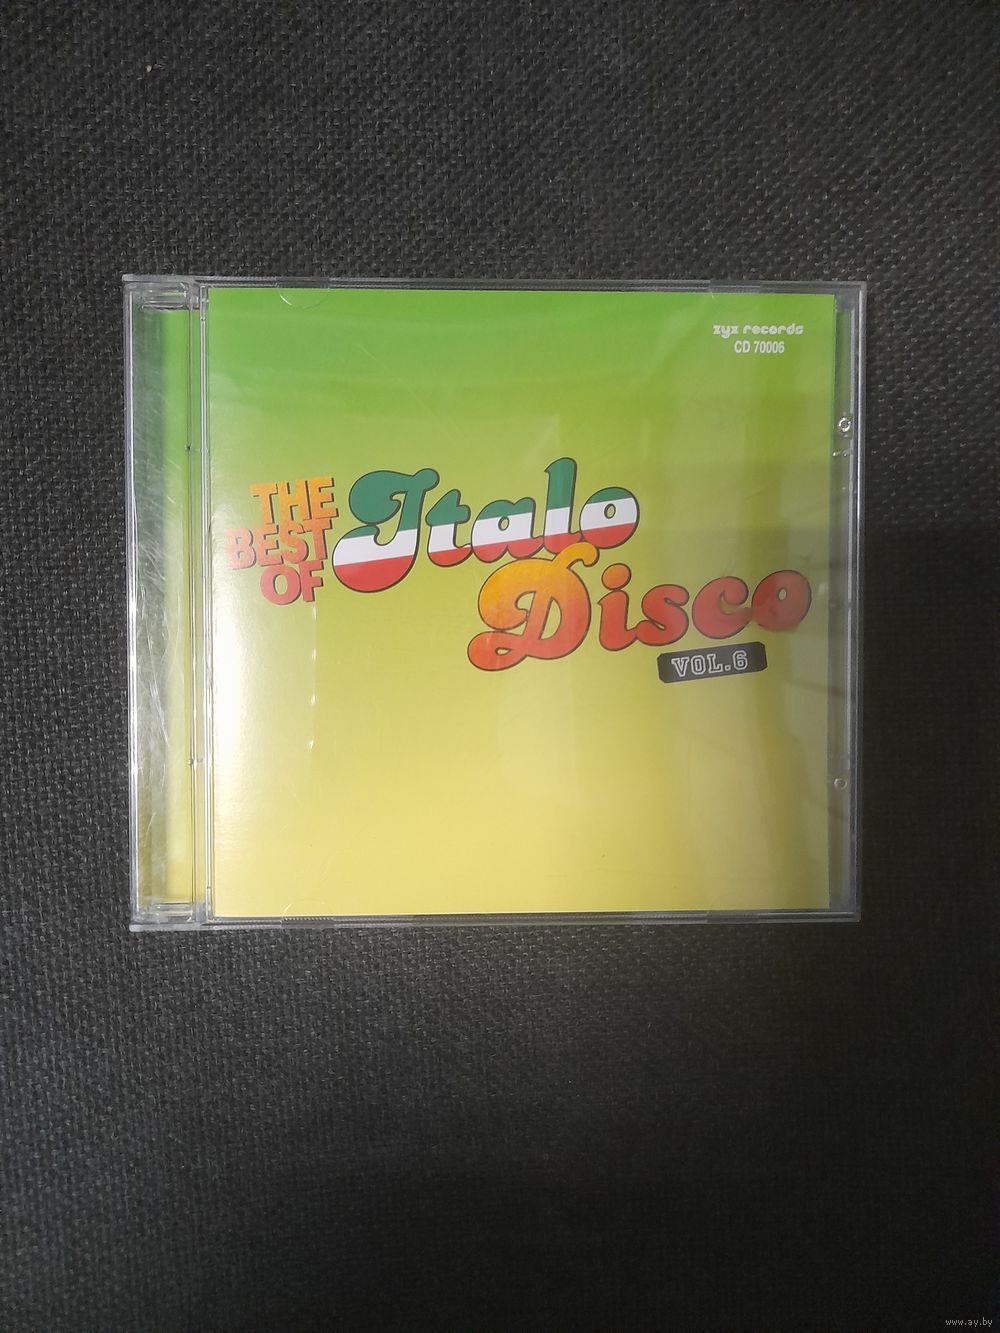 zyx records
CD 70006
THE
BEST
OF
Italo
Disco
VOL.6
www.ay.by